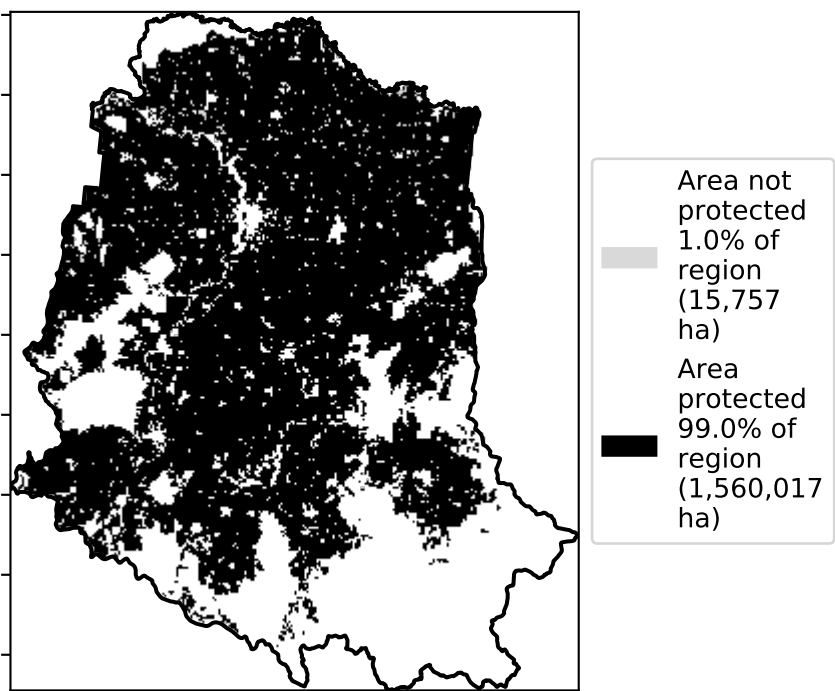 Area not
protected
1.0% of
region
(15,757
ha)
Area
protected
99.0% of
region
(1,560,017
ha)